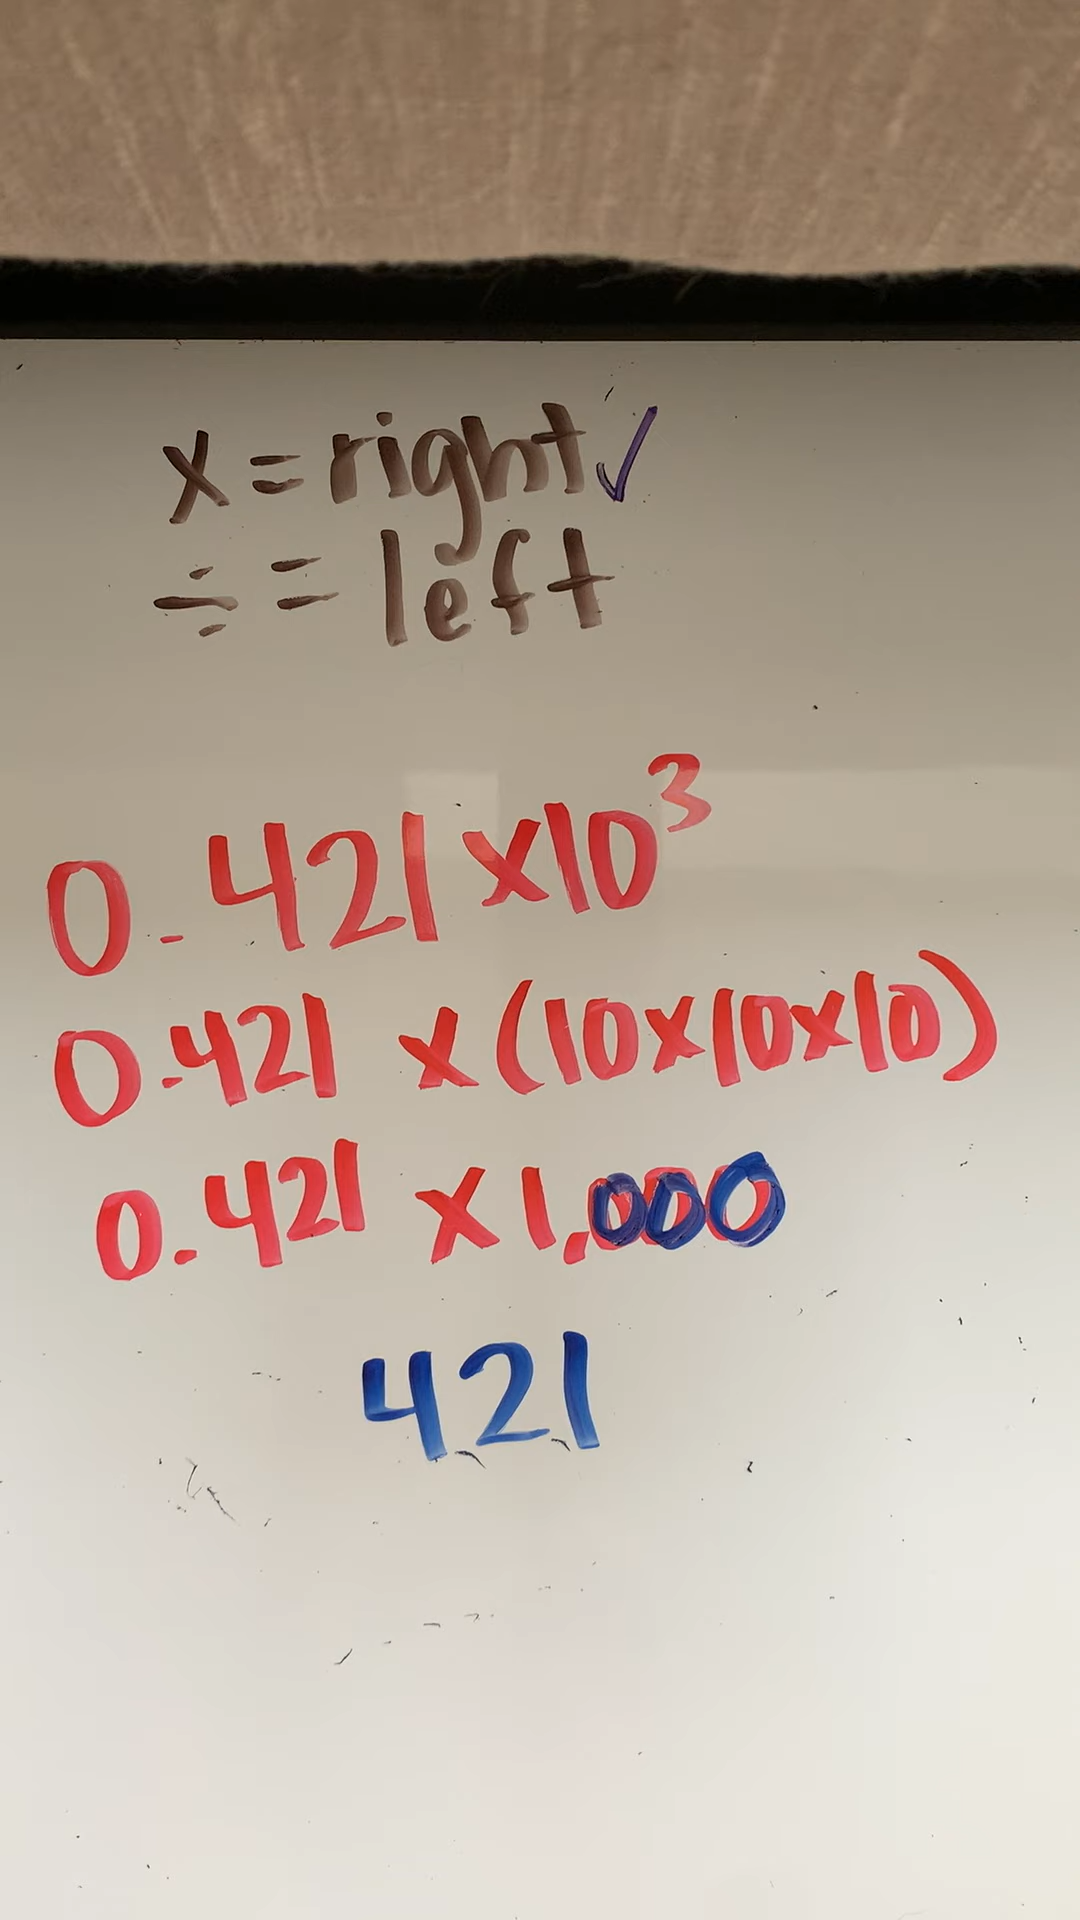 x = right ✓
÷ = left
0.421 x 10³
0.421 x (10x10x10)
0.421 x 1,000
421